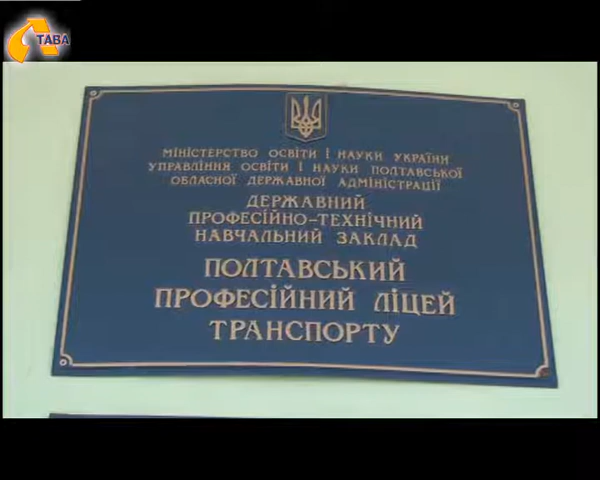 ТАВА
МІНІСТЕРСТВО ОСВІТИ І НАУКИ УКРАЇНИ
УПРАВЛІННЯ ОСВІТИ І НАУКИ ПОЛТАВСЬКОЇ
ОБЛАСНОЇ ДЕРЖАВНОЇ АДМІНІСТРАЦІЇ
ДЕРЖАВНИЙ
ПРОФЕСІЙНО-ТЕХНІЧНИЙ
НАВЧАЛЬНИЙ ЗАКЛАД
ПОЛТАВСЬКИЙ
ПРОФЕСІЙНИЙ ЛІЦЕЙ
ТРАНСПОРТУ